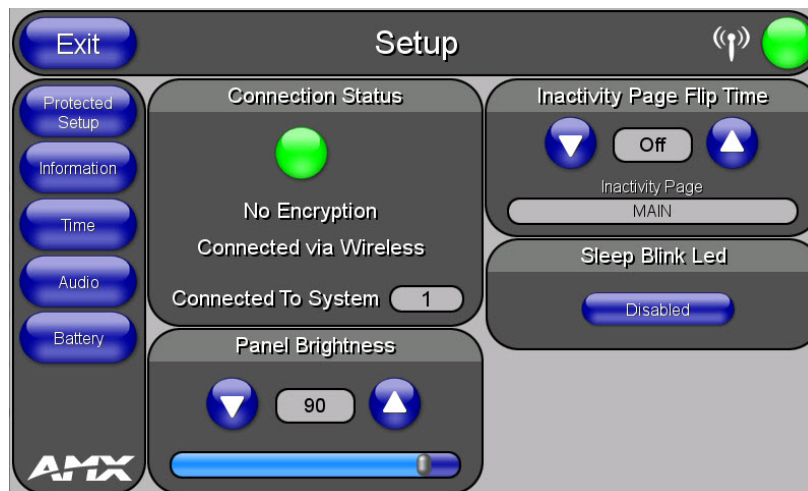 Exit
Setup
Protected
Setup
Information
Time
Audio
Battery
AMX
Connection Status
No Encryption
Connected via Wireless
Connected To System 1
Panel Brightness
90
Inactivity Page Flip Time
Off
Inactivity Page
MAIN
Sleep Blink Led
Disabled